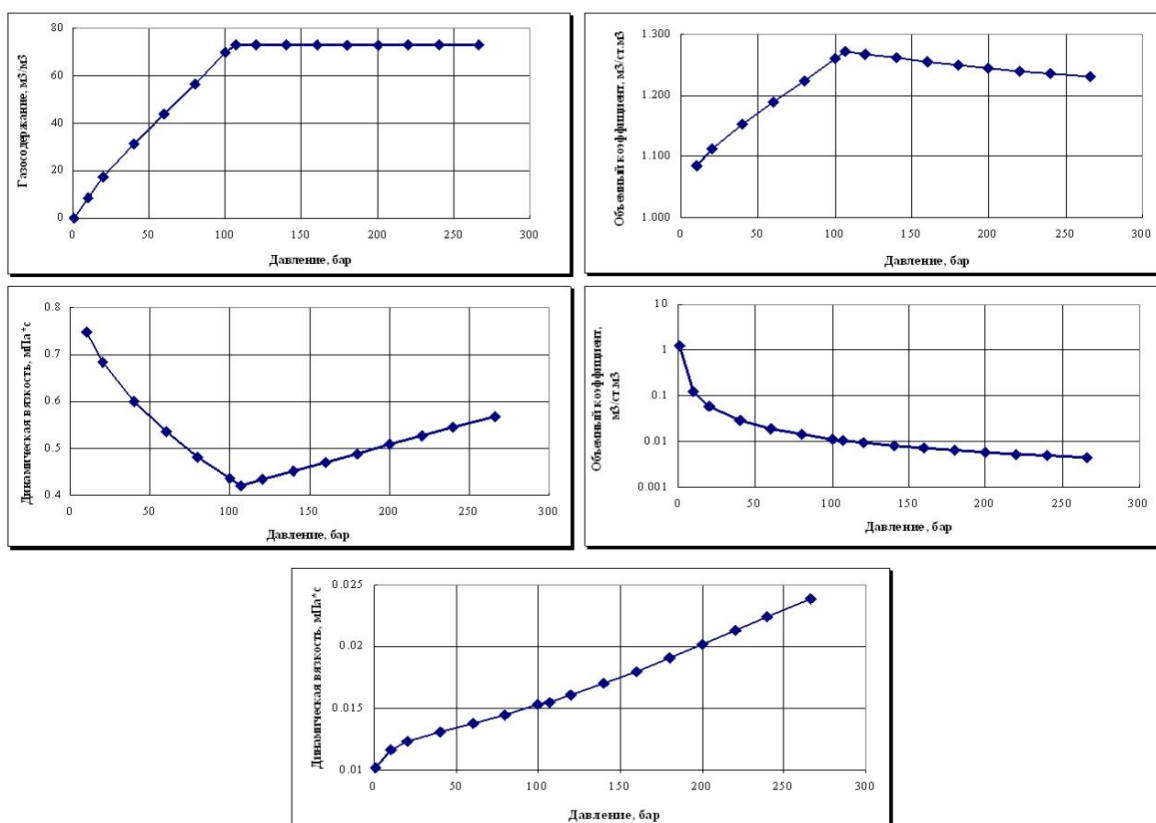 Газосодержание, м3/м3
80
60
40
20
0
0 50 100 150 200 250 300
Давление, бар
Объемный коэффициент, м3/ст.м3
1.300
1.200
1.100
1.000
0 50 100 150 200 250 300
Давление, бар
Динамическая вязкость, мПа*с
0.8
0.7
0.6
0.5
0.4
0 50 100 150 200 250 300
Давление, бар
Объемный коэффициент,
м3/ст.м3
10
1
0.1
0.01
0.001
0 50 100 150 200 250 300
Давление, бар
Динамическая вязкость, мПа*с
0.025
0.02
0.015
0.01
0 50 100 150 200 250 300
Давление, бар